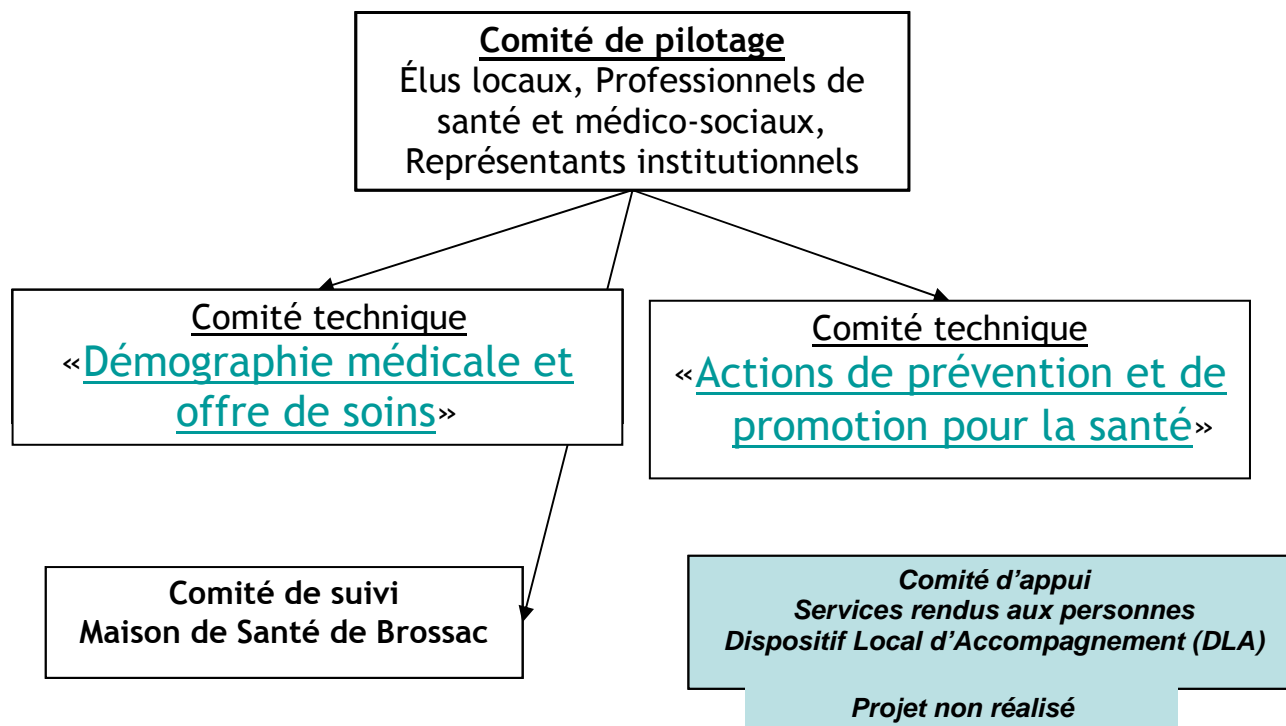 Comité de pilotage
Élus locaux, Professionnels de
santé et médico-sociaux,
Représentants institutionnels
Comité technique
«Démographie médicale et
offre de soins»
Comité technique
«Actions de prévention et de
promotion pour la santé»
Comité de suivi
Maison de Santé de Brossac
Comité d’appui
Services rendus aux personnes
Dispositif Local d’Accompagnement (DLA)
Projet non réalisé